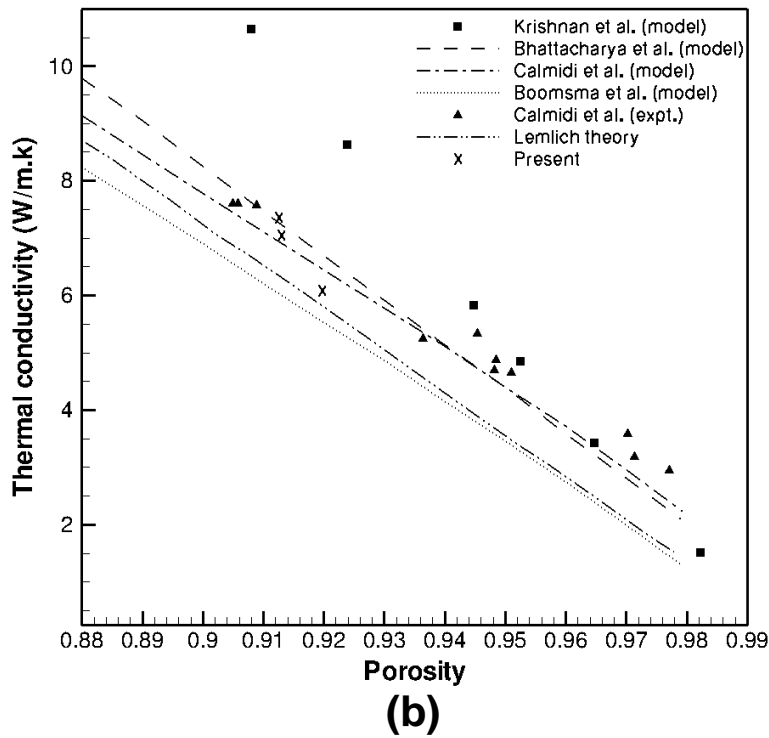 Krishnan et al. (model)
Bhattacharya et al. (model)
Calmidi et al. (model)
Boomsma et al. (model)
Calmidi et al. (expt.)
Lemlich theory
Present
10
8
6
4
2
Thermal conductivity (W/m.k)
0.88 0.89 0.9 0.91 0.92 0.93 0.94 0.95 0.96 0.97 0.98 0.99
Porosity
(b)